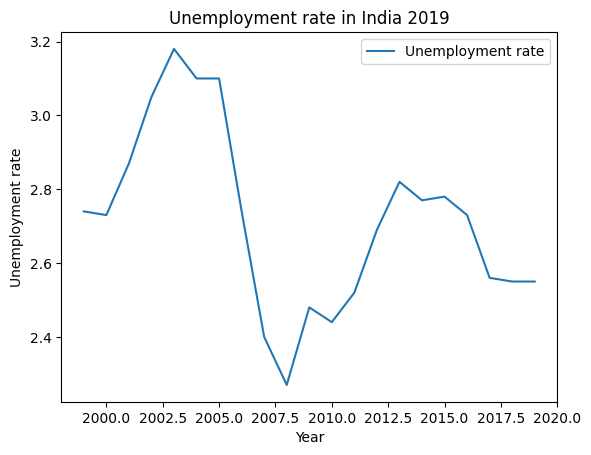 Unemployment rate in India 2019
Unemployment rate
3.2
3.0
2.8
2.6
2.4
Unemployment rate
2000.0 2002.5 2005.0 2007.5 2010.0 2012.5 2015.0 2017.5 2020.0
Year